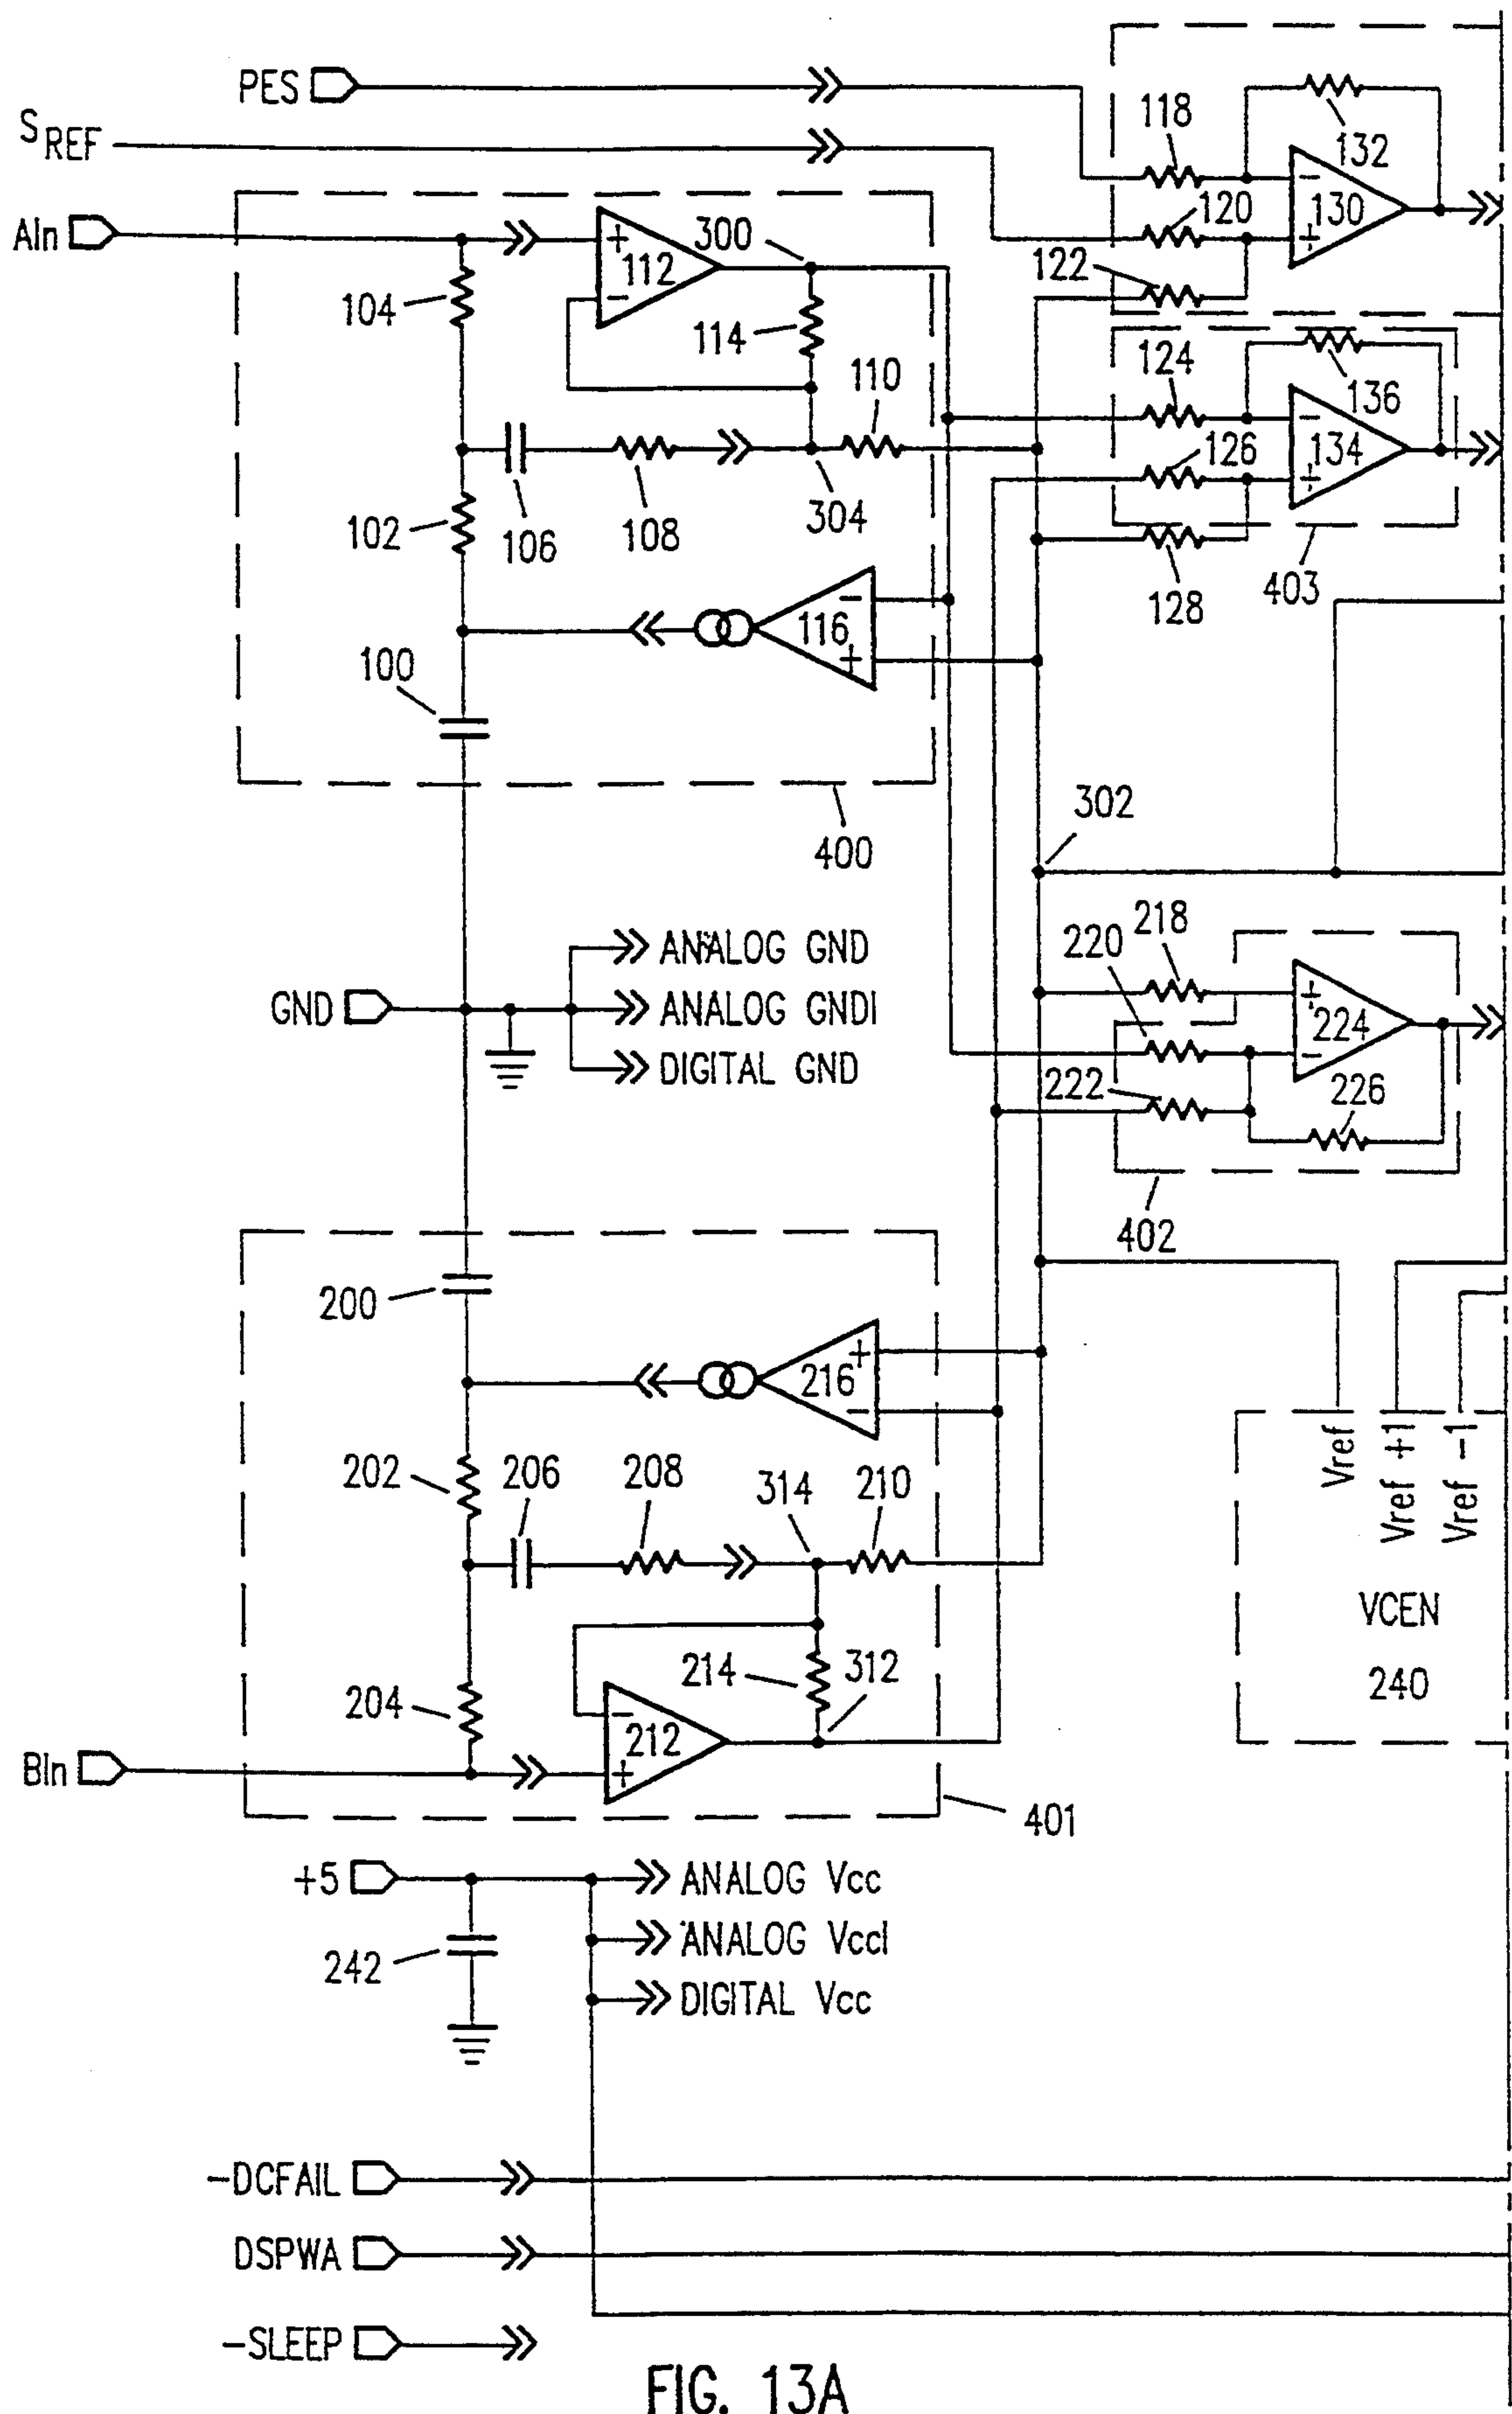 PES
S REF
AIn
118
132
120
130
122
+
-
112
300
104
114
110
124
136
126
134
102
106
108
304
128
403
116
100
400
302
218
220
224
222
226
402
ANALOG GND
GND
ANALOG GNDI
DIGITAL GND
200
216
202
206
208
314
210
Vref
Vref +1
Vref -1
VCEN
240
204
214
312
212
BIn
401
+5
ANALOG Vcc
ANALOG VccI
DIGITAL Vcc
242
-DCFAIL
DSPWA
-SLEEP
FIG. 13A